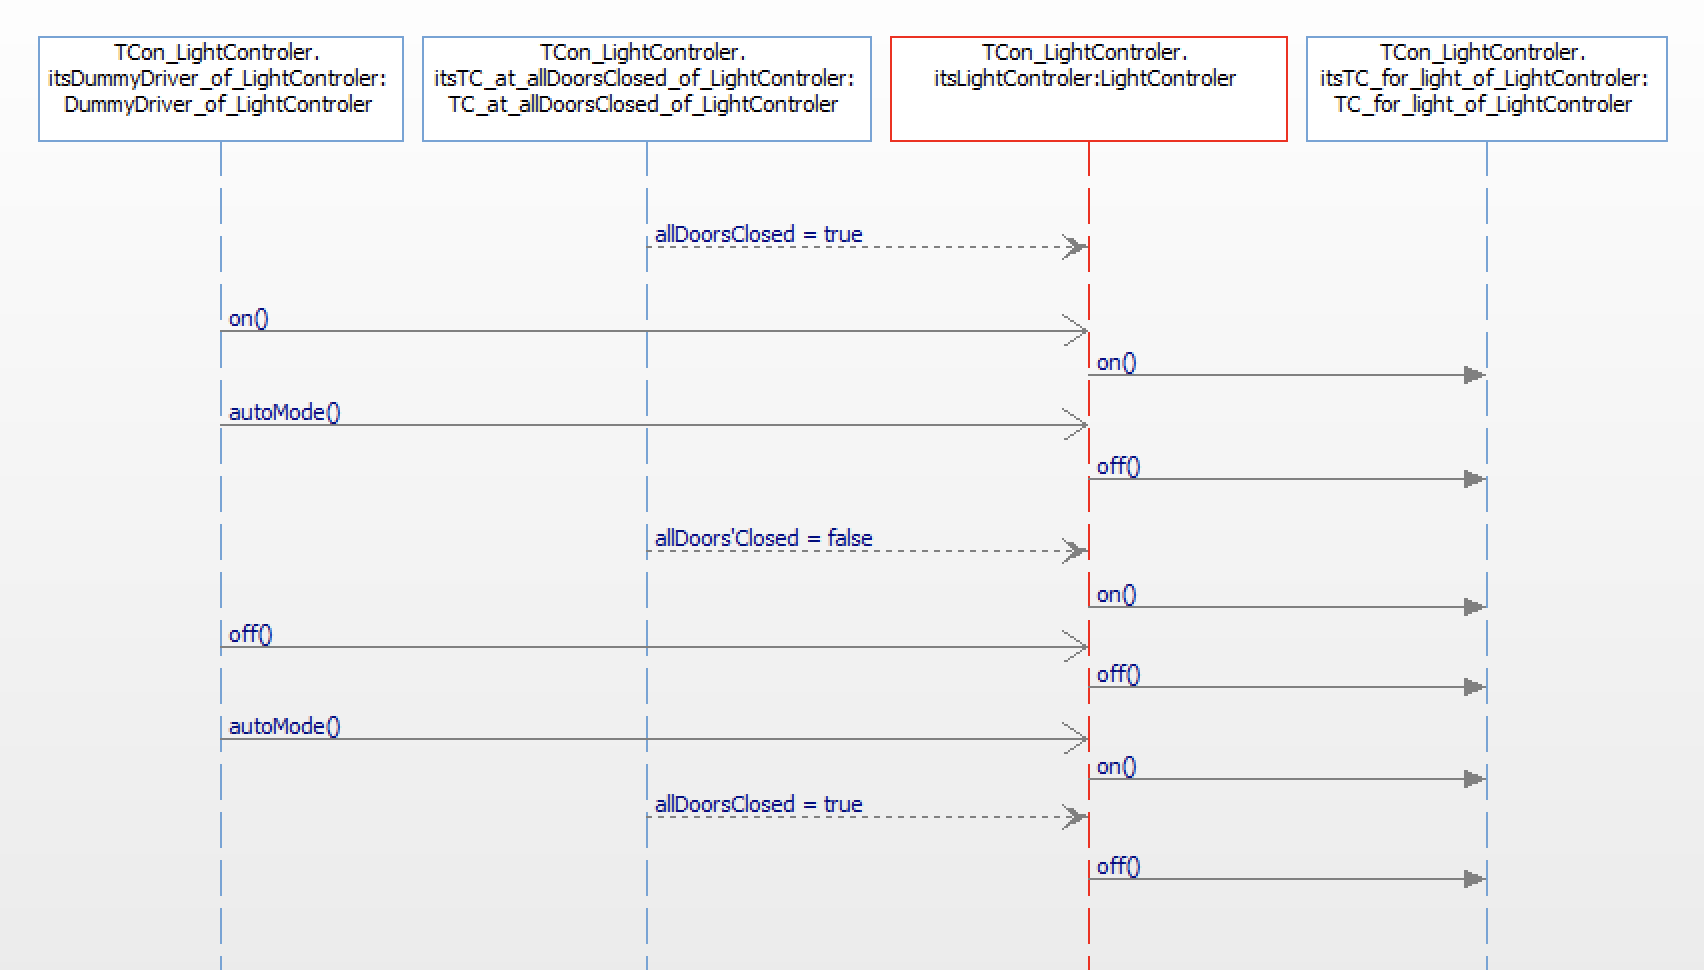 TCon_LightControler.
itsDummyDriver_of_LightControler:
DummyDriver_of_LightControler
TCon_LightControler.
itsTC_at_allDoorsClosed_of_LightControler:
TC_at_allDoorsClosed_of_LightControler
TCon_LightControler.
itsLightControler:LightControler
TCon_LightControler.
itsTC_for_light_of_LightControler:
TC_for_light_of_LightControler
allDoorsClosed = true
on()
on()
autoMode()
off()
allDoors'Closed = false
on()
off()
off()
autoMode()
on()
allDoorsClosed = true
off()